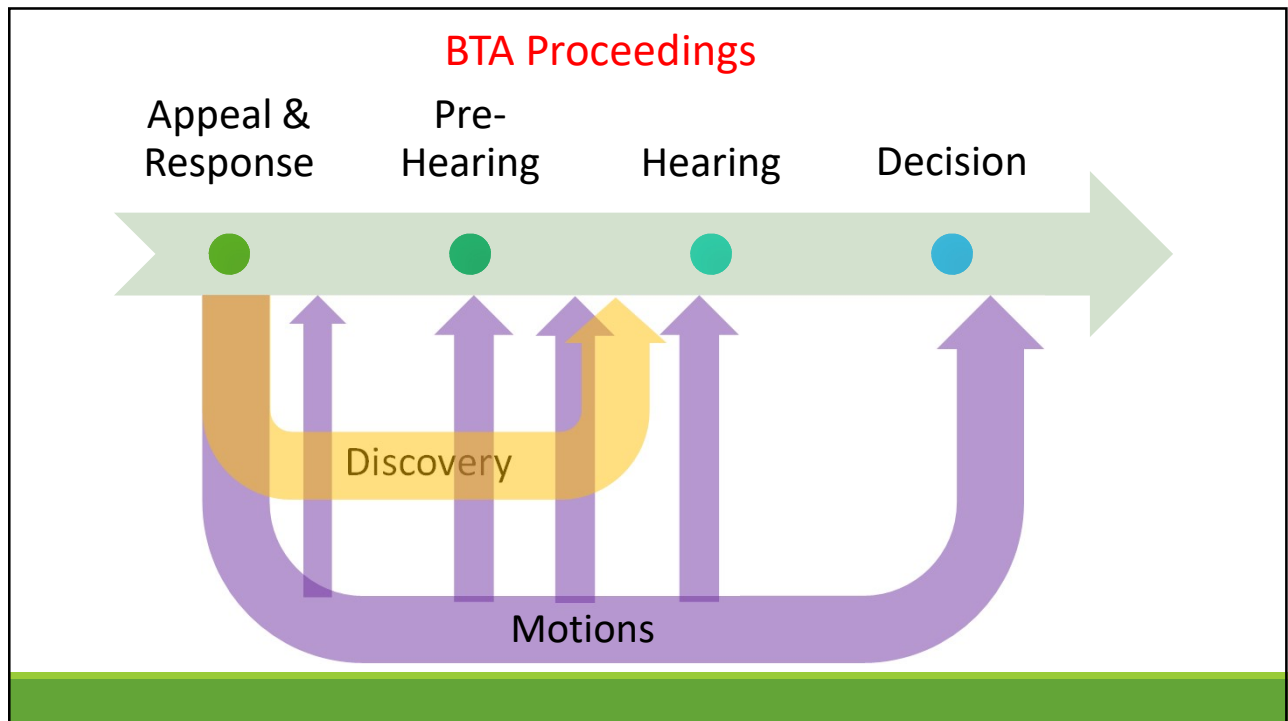 BTA Proceedings
Appeal &
Response
Pre-
Hearing
Hearing
Decision
Discovery
Motions